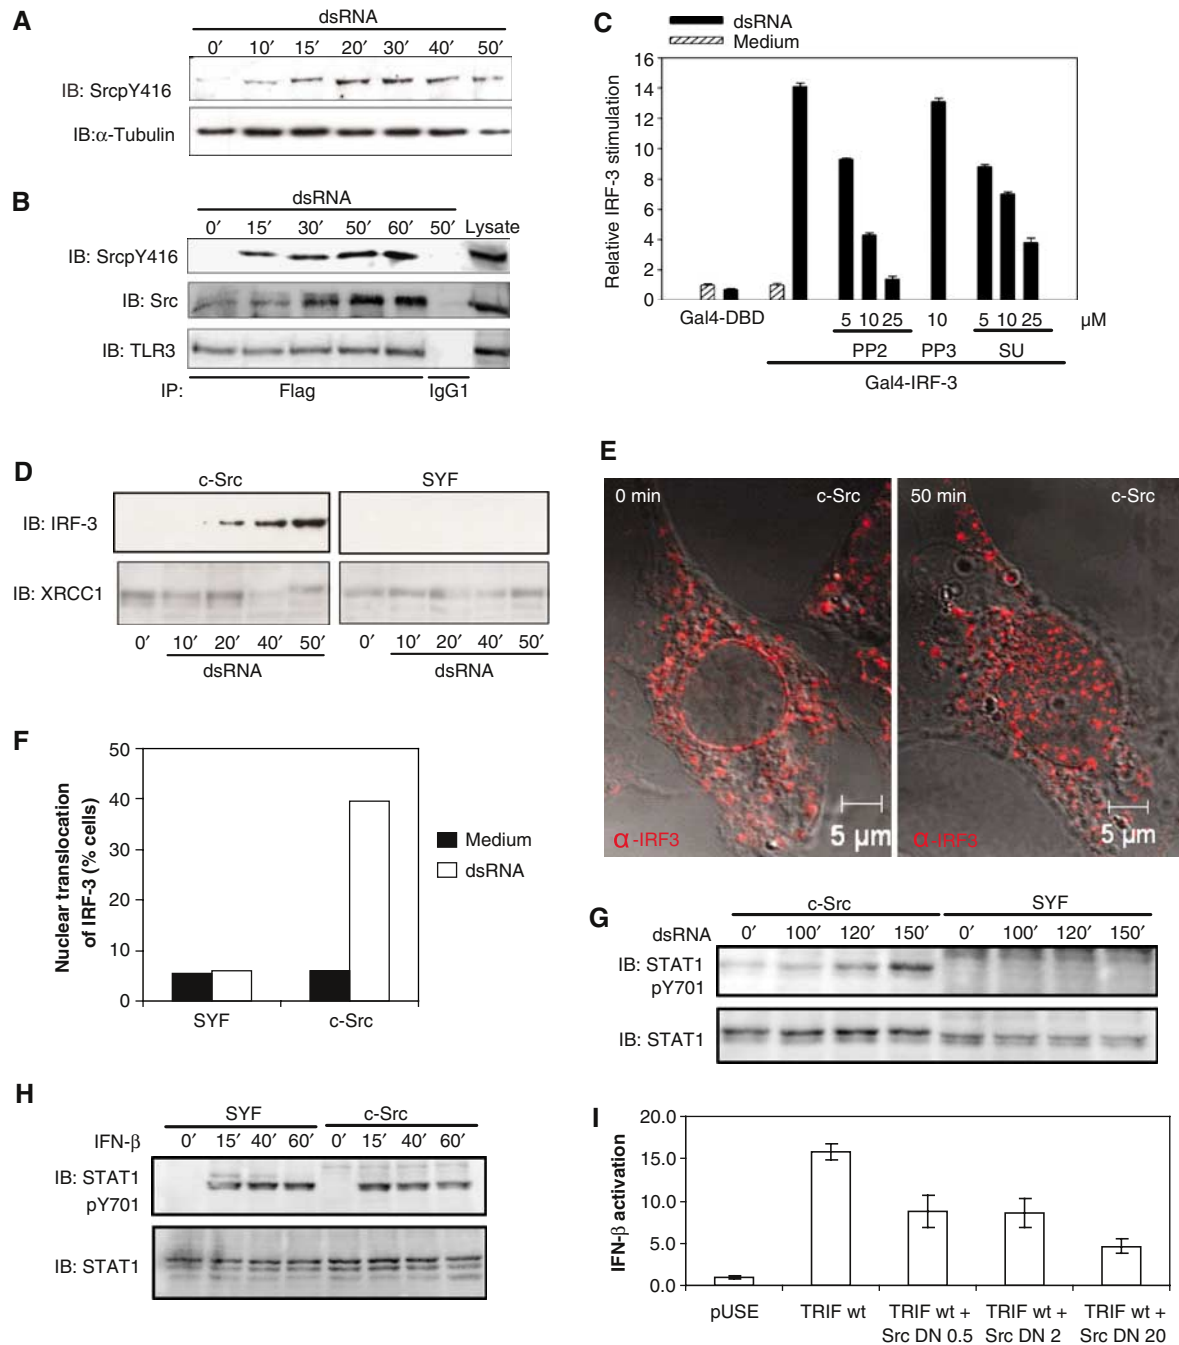 A
dsRNA
0′ 10′ 15′ 20′ 30′ 40′ 50′
IB: SrcpY416
IB:α-Tubulin
B
dsRNA
0′ 15′ 30′ 50′ 60′ 50′ Lysate
IB: SrcpY416
IB: Src
IB: TLR3
IP: Flag IgG1
C
dsRNA
Medium
Relative IRF-3 stimulation
16
14
12
10
8
6
4
2
0
Gal4-DBD
5 10 25 10 5 10 25 μM
PP2 PP3 SU
Gal4-IRF-3
D
c-Src SYF
IB: IRF-3
IB: XRCC1
0′ 10′ 20′ 40′ 50′ 0′ 10′ 20′ 40′ 50′
dsRNA dsRNA
E
0 min c-Src
α-IRF3 5 μm
50 min c-Src
α-IRF3 5 μm
F
Nuclear translocation
of IRF-3 (% cells)
50
40
30
20
10
0
SYF c-Src
Medium
dsRNA
G
c-Src SYF
dsRNA 0′ 100′ 120′ 150′ 0′ 100′ 120′ 150′
IB: STAT1
pY701
IB: STAT1
H
SYF c-Src
IFN-β 0′ 15′ 40′ 60′ 0′ 15′ 40′ 60′
IB: STAT1
pY701
IB: STAT1
I
IFN-β activation
20.0
15.0
10.0
5.0
0.0
pUSE TRIF wt TRIF wt + TRIF wt + TRIF wt +
Src DN 0.5 Src DN 2 Src DN 20